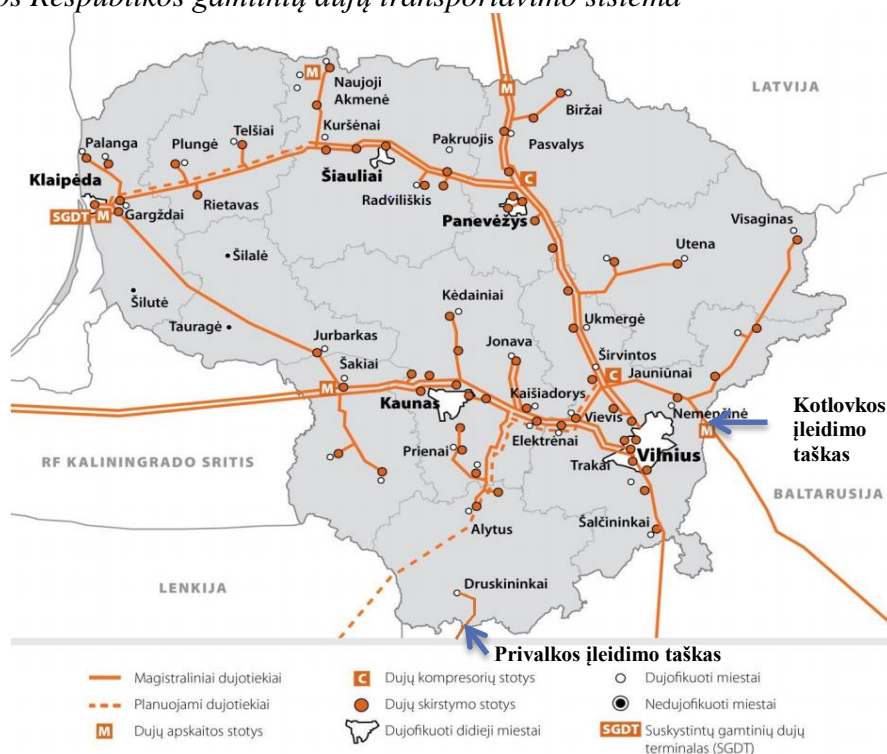 os Respublikos gamtinių dujų transportavimo sistema
LATVIJA
M
Naujoji
Akmenė
M
Biržai
Kuršėnai
Pakruojis
Pasvalys
Palanga
Plungė
Telšiai
Šiauliai
C
Klaipėda
Radviliškis
SGDT
M
Gargždai
Rietavas
Panevėžys
Visaginas
Utena
Šilalė
Šilutė
Kėdainiai
Tauragė
Ukmergė
Jurbarkas
Jonava
Širvintos
Šakiai
C
Jauniūnai
M
Kaunas
Kaišiadorys
Vievis
Nemenčinė
Kotlovkos
įleidimo
taškas
M
Elektrėnai
Prienai
Vilnius
RF KALININGRADO SRITIS
Trakai
BALTARUSIJA
Alytus
Šalčininkai
LENKIJA
Druskininkai
Privalkos įleidimo taškas
Magistraliniai dujotiekiai
Planuojami dujotiekiai
M Dujų apskaitos stotys
C Dujų kompresorių stotys
Dujų skirstymo stotys
Dujofikuoti didieji miestai
Dujofikuoti miestai
Nedujofikuoti miestai
SGDT Suskystintų gamtinių dujų
terminalas (SGDT)